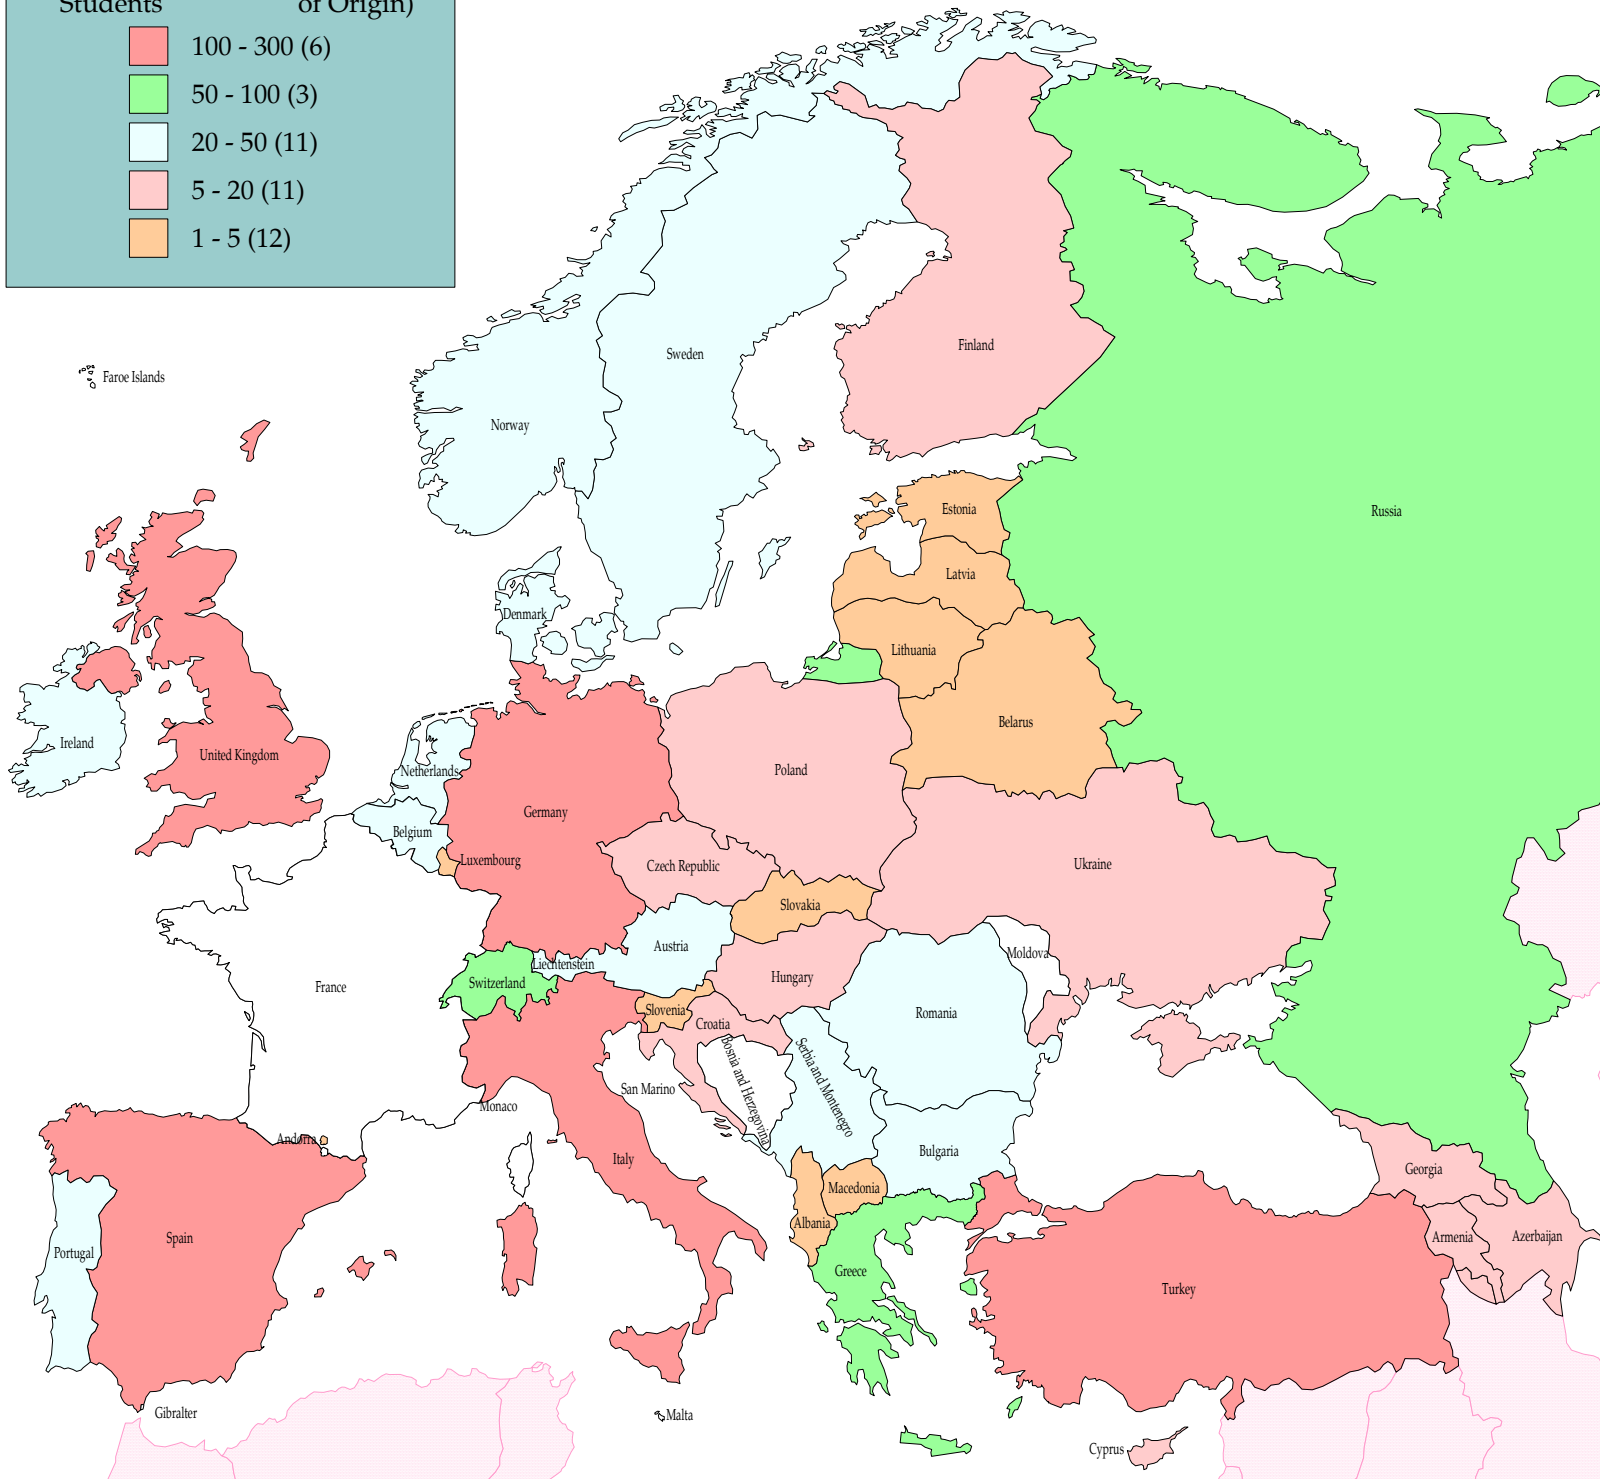 Students of Origin)
100 - 300 (6)
50 - 100 (3)
20 - 50 (11)
5 - 20 (11)
1 - 5 (12)
Finland
Sweden
Faroe Islands
Norway
Estonia
Russia
Latvia
Denmark
Lithuania
Belarus
Ireland
United Kingdom
Netherlands
Poland
Germany
Belgium
Luxembourg
Czech Republic
Ukraine
Slovakia
Austria
Moldova
Liechtenstein
Hungary
Switzerland
France
Slovenia
Romania
Croatia
Bosnia and Herzegovina
Serbia and Montenegro
San Marino
Monaco
Andorra
Italy
Bulgaria
Georgia
Macedonia
Albania
Armenia
Azerbaijan
Portugal
Spain
Greece
Turkey
Gibralter
Malta
Cyprus